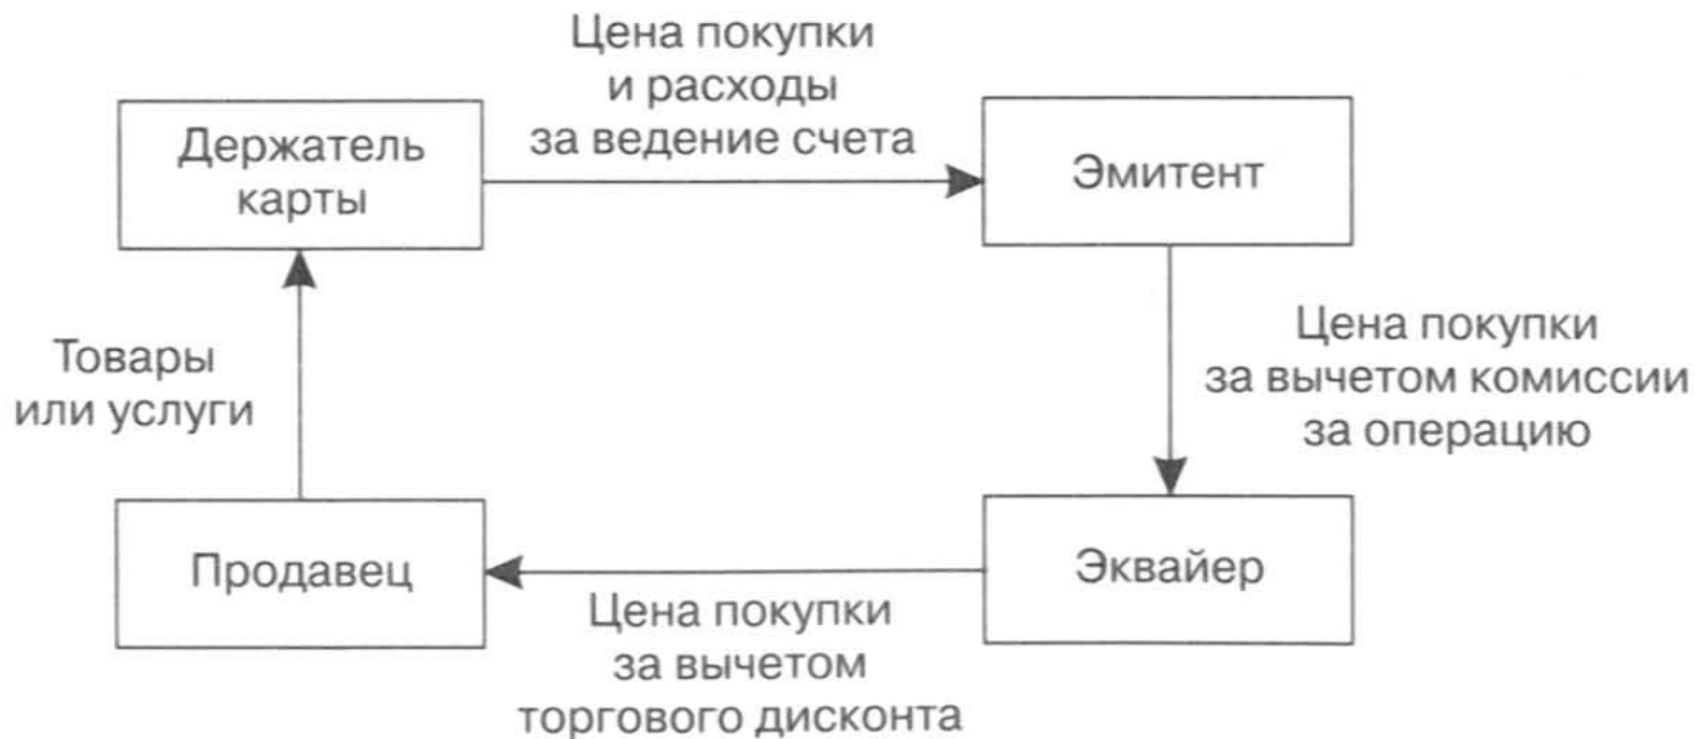 Цена покупки
и расходы
за ведение счета
Держатель
карты
Эмитент
Товары
или услуги
Цена покупки
за вычетом комиссии
за операцию
Продавец
Эквайер
Цена покупки
за вычетом
торгового дисконта